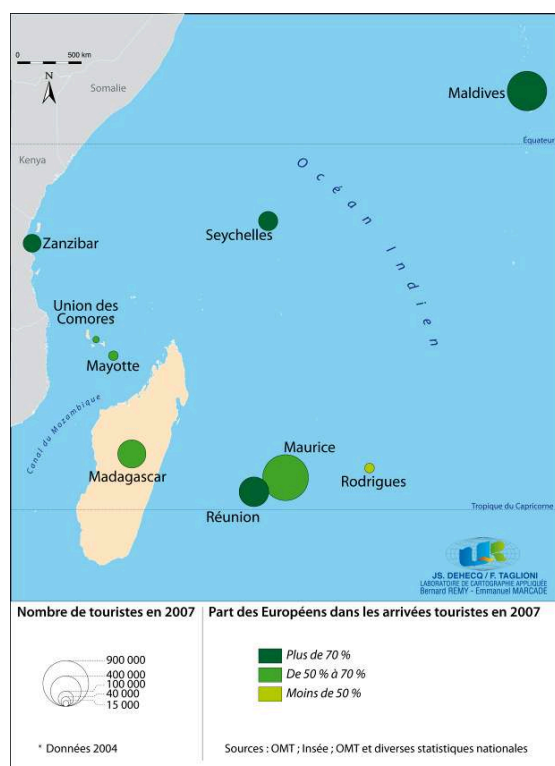 0 500 km
N
Somalie
Maldives
Équateur
Kenya
Océan Indien
Seychelles
Zanzibar
Union des
Comores
Mayotte
Canal du Mozambique
Maurice
Madagascar
Rodrigues
Réunion
Tropique du Capricorne
UR
JS. DEHECQ / F. TAGLIONI
LABORATOIRE DE CARTOGRAPHIE APPLIQUÉE
Bernard RÉMY - Emmanuel MARCADÉ
Nombre de touristes en 2007
900 000
400 000
100 000
40 000
15 000
* Données 2004
Part des Européens dans les arrivées touristes en 2007
Plus de 70 %
De 50 % à 70 %
Moins de 50 %
Sources : OMT ; Insée ; OMT et diverses statistiques nationales